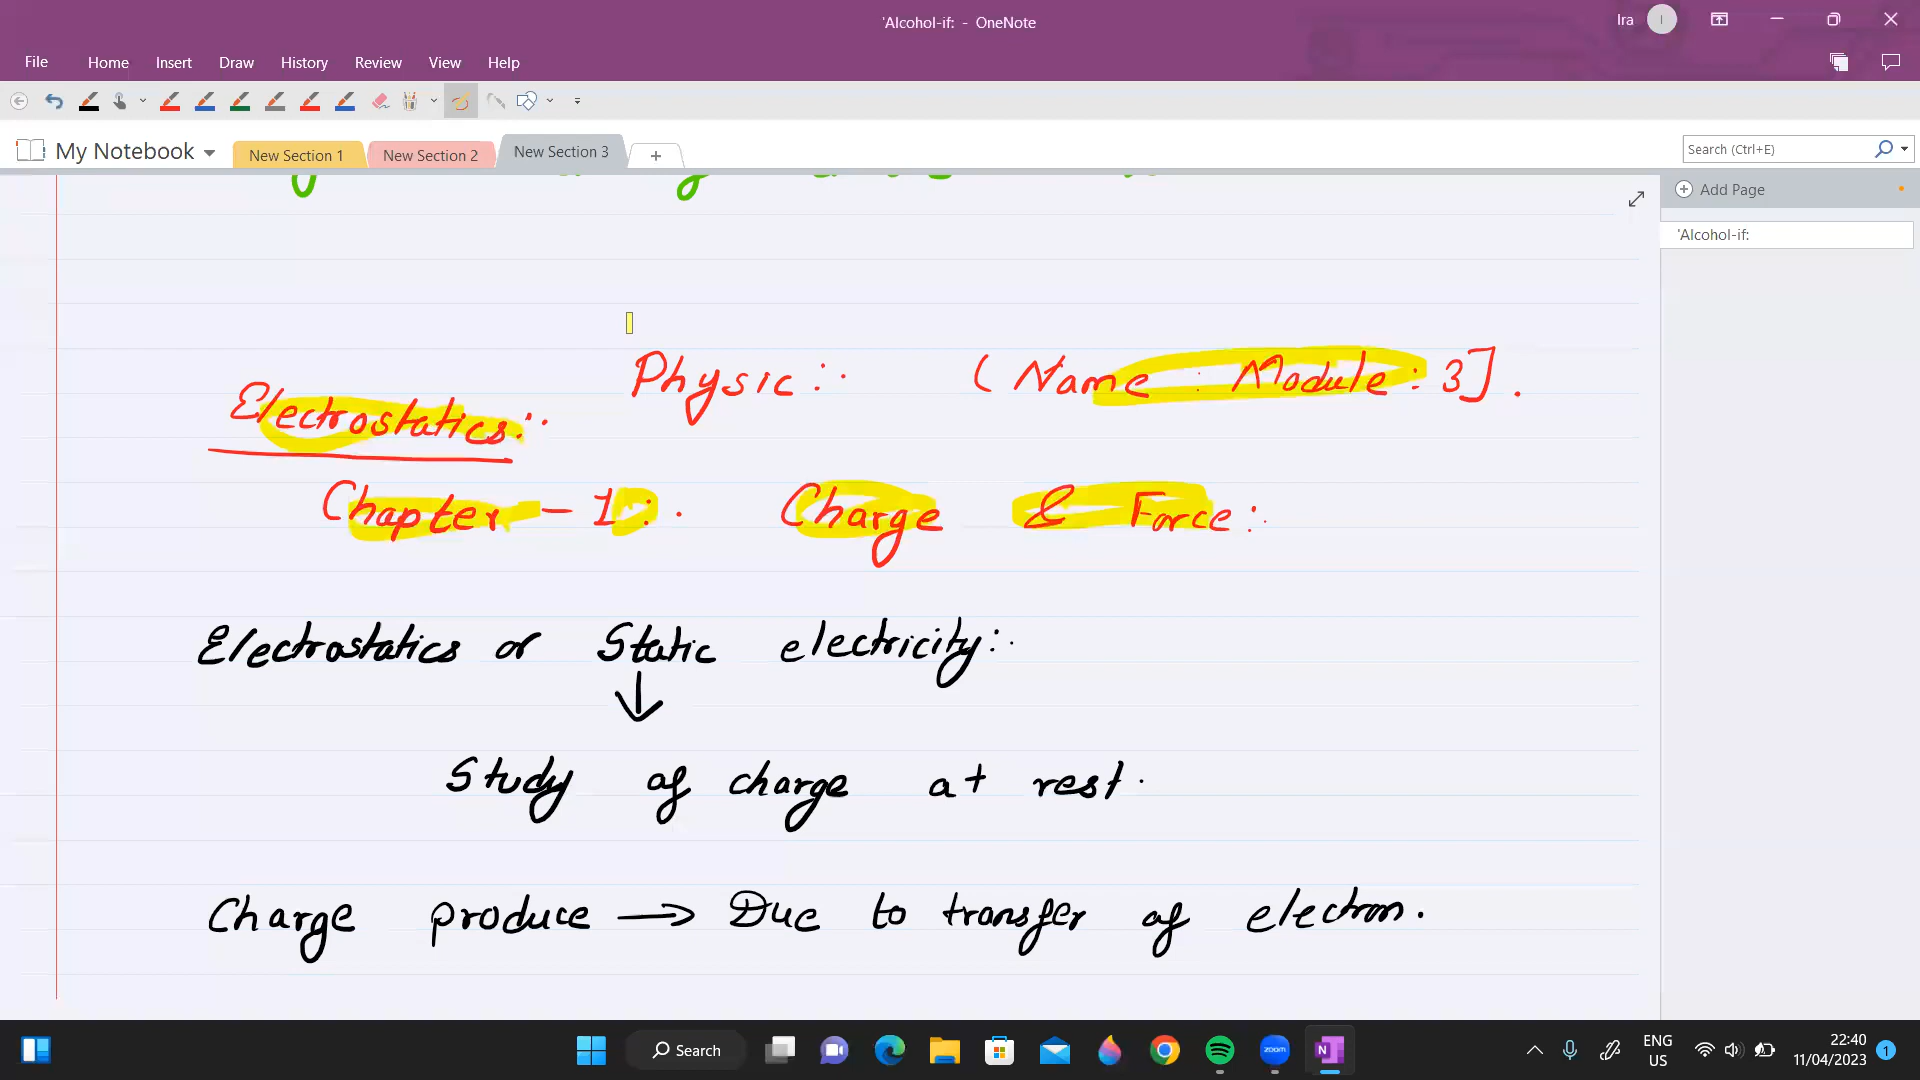 'Alcohol-if: - OneNote
Ira
I
File Home Insert Draw History Review View Help
My Notebook
New Section 1
New Section 2
New Section 3
Search (Ctrl+E)
Add Page
'Alcohol-if:
Physic :: (Name : Module : 3].
Electrostatics ::
Chapter - 1 :. Charge & Force :.
Electrostatics or Static electricity :.
↓
Study of charge at rest.
Charge produce → Due to transfer of electron.
Search
zoom
N
ENG
US
22:40
11/04/2023
1